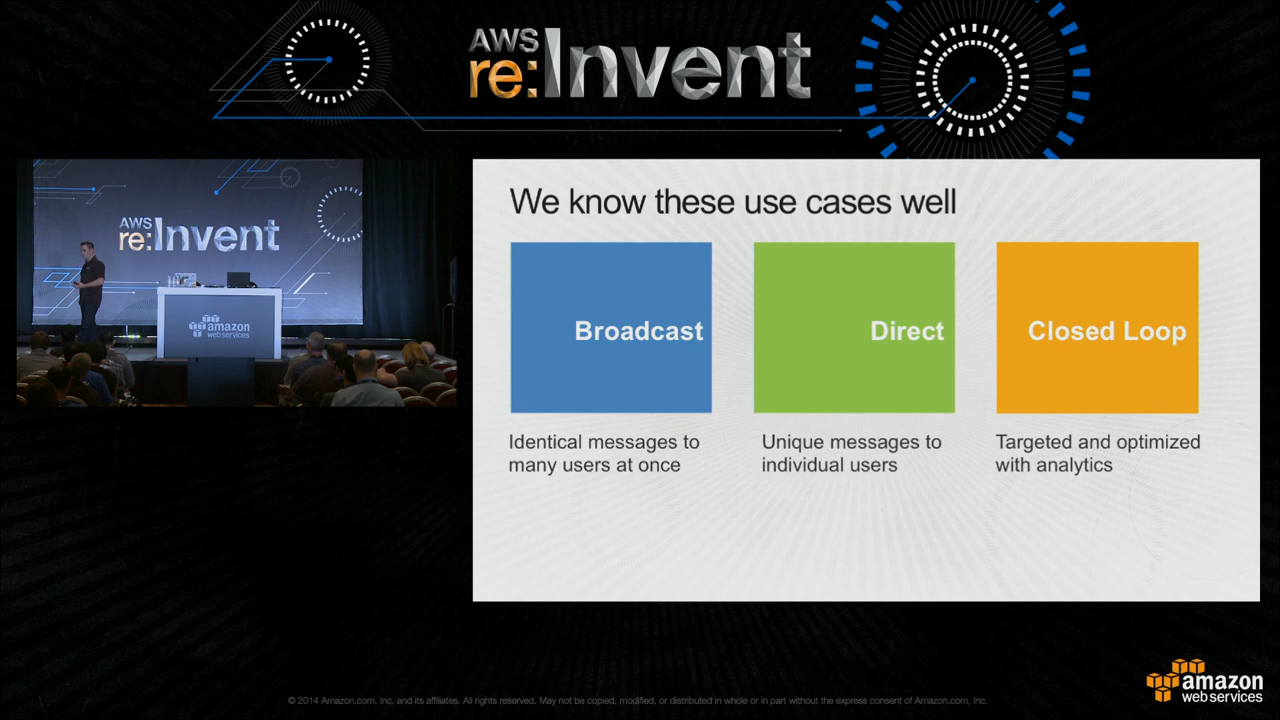 AWS
re:Invent
AWS
re:Invent
amazon
web services
We know these use cases well
Broadcast
Direct
Closed Loop
Identical messages to
many users at once
Unique messages to
individual users
Targeted and optimized
with analytics
amazon
web services
© 2014 Amazon.com, Inc, and its affiliates. All rights reserved. May not be copied, modified, or distributed in whole or in part without the express consent of Amazon.com, Inc.